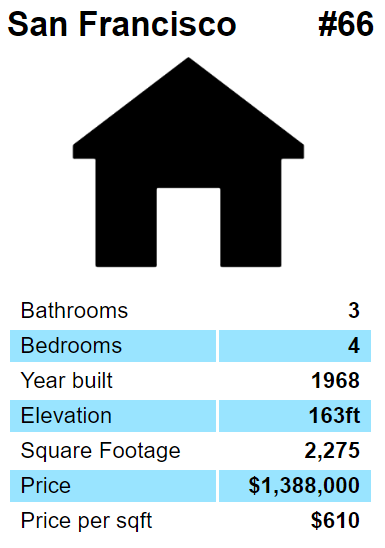 San Francisco #66
Bathrooms 3
Bedrooms 4
Year built 1968
Elevation 163ft
Square Footage 2,275
Price $1,388,000
Price per sqft $610